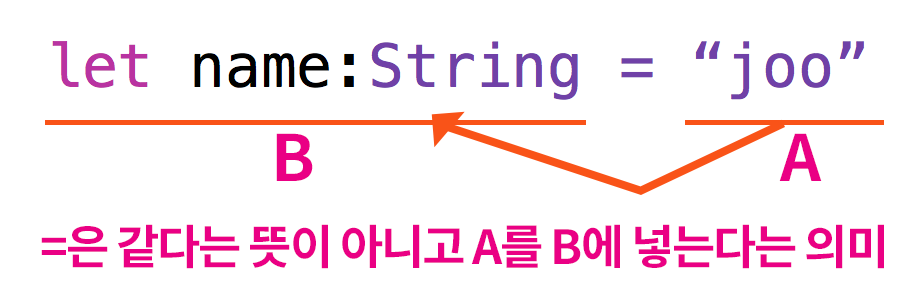 let name:String = “joo”
B A
=은 같다는 뜻이 아니고 A를 B에 넣는다는 의미